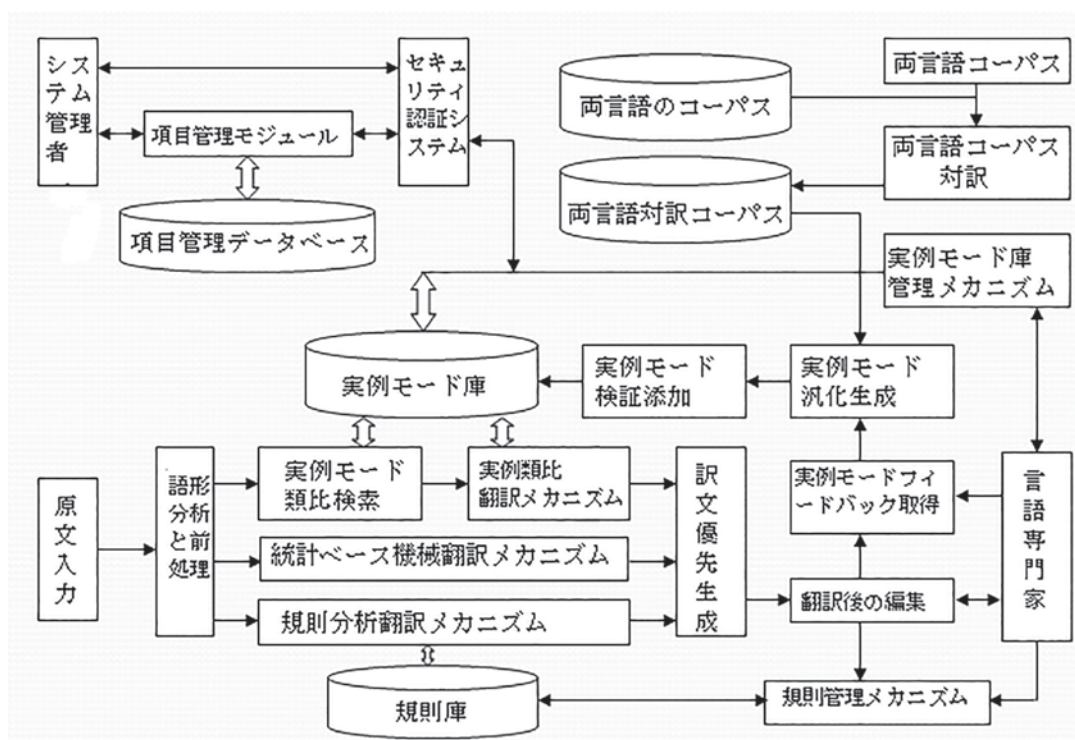 シス
テム
管理
者
セキュ
リティ
認証シ
ステム
項目管理モジュール
項目管理データベース
両言語のコーパス
両言語コーパス
両言語コーパス
対訳
両言語対訳コーパス
実例モード庫
管理メカニズム
実例モード庫
実例モード
検証添加
実例モード
汎化生成
原文入力
語形
分析
と前
処理
実例モード
類比検索
実例類比
翻訳メカニズム
統計ベース機械翻訳メカニズム
規則分析翻訳メカニズム
訳文優先生成
実例モードフィ
ードバック取得
翻訳後の編集
言語専門家
規則庫
規則管理メカニズム